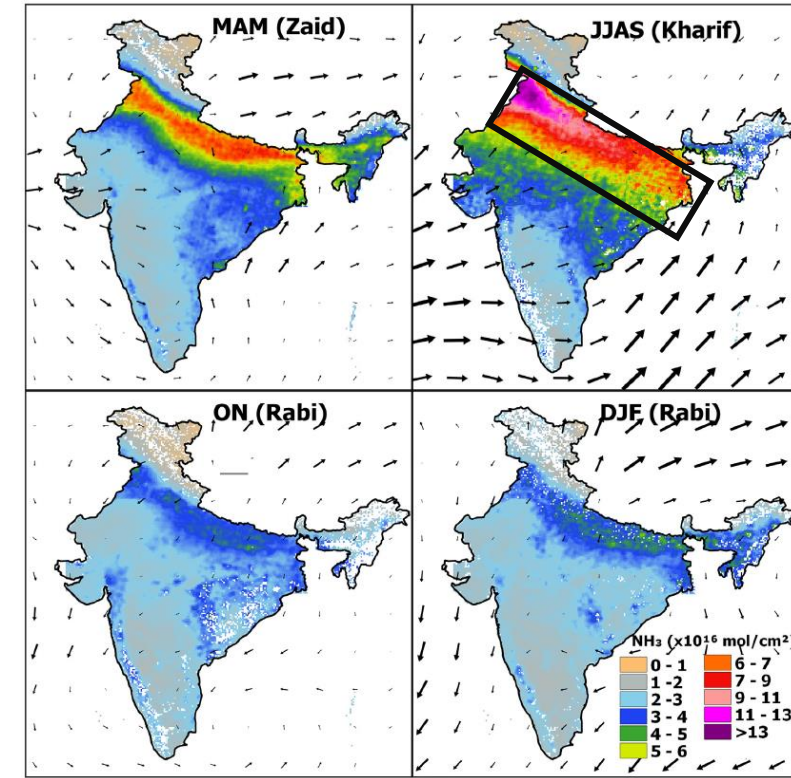 MAM (Zaid)
JJAS (Kharif)
ON (Rabi)
DJF (Rabi)
NH₃ (x10¹⁶ mol/cm²)
0 - 1
1 -2
2 -3
3 - 4
4 - 5
5 - 6
6 - 7
7 - 9
9 - 11
11 - 13
>13